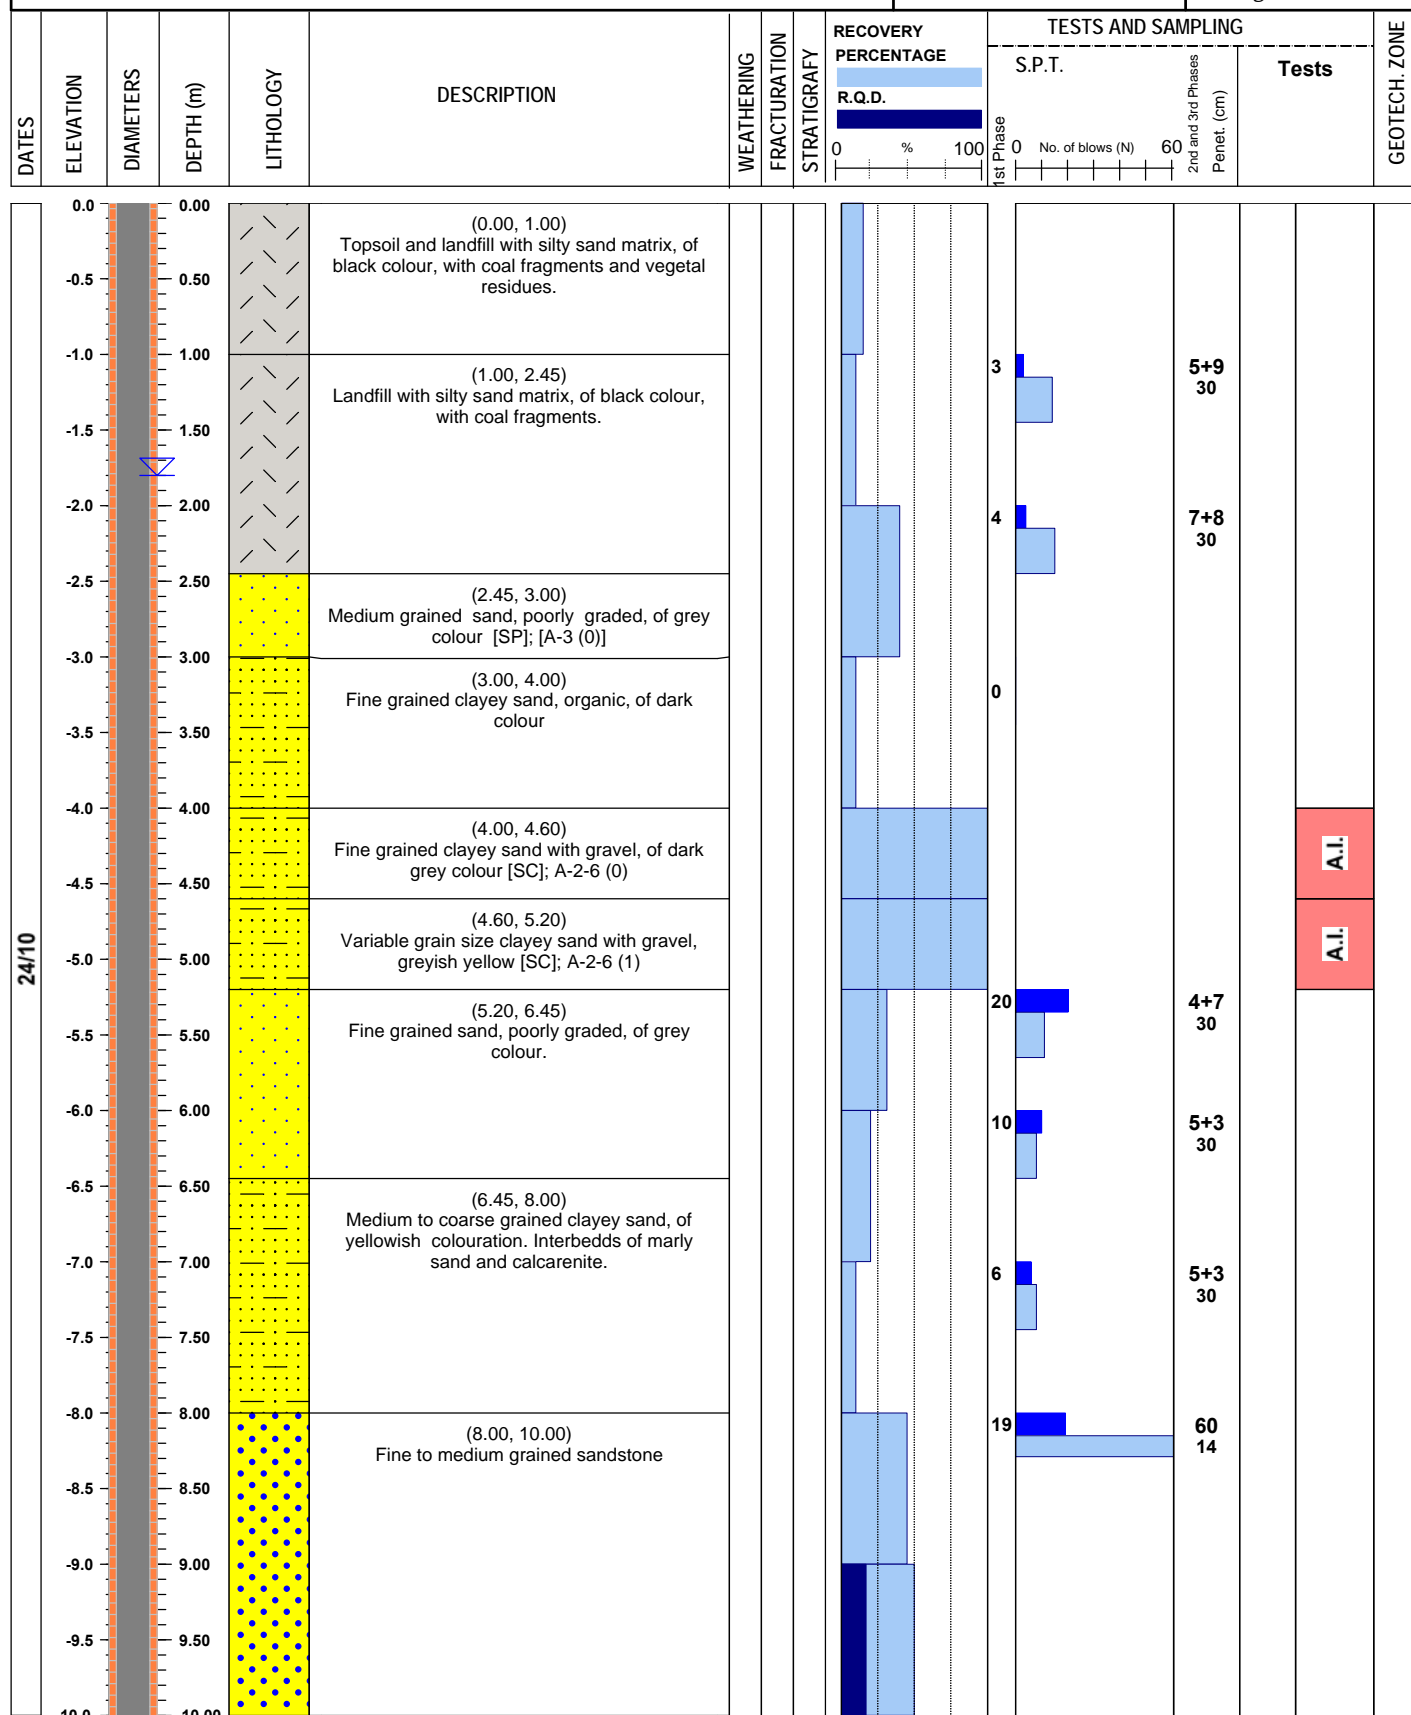 DATES
ELEVATION
DIAMETERS
DEPTH (m)
LITHOLOGY
DESCRIPTION
WEATHERING
FRACTURATION
STRATIGRAFY
RECOVERY
PERCENTAGE
R.Q.D.
0 % 100
TESTS AND SAMPLING
S.P.T.
1st Phase
0 No. of blows (N) 60
2nd and 3rd Phases
Penet. (cm)
Tests
GEOTECH. ZONE
24/10
0.0 0.00
(0.00, 1.00)
Topsoil and landfill with silty sand matrix, of
black colour, with coal fragments and vegetal
residues.
-0.5 0.50
-1.0 1.00
3 5+9
30
(1.00, 2.45)
Landfill with silty sand matrix, of black colour,
with coal fragments.
-1.5 1.50
-2.0 2.00
4 7+8
30
-2.5 2.50
(2.45, 3.00)
Medium grained sand, poorly graded, of grey
colour [SP]; [A-3 (0)]
-3.0 3.00
(3.00, 4.00)
Fine grained clayey sand, organic, of dark
colour
0
-3.5 3.50
-4.0 4.00
(4.00, 4.60)
Fine grained clayey sand with gravel, of dark
grey colour [SC]; A-2-6 (0)
A.I.
-4.5 4.50
(4.60, 5.20)
Variable grain size clayey sand with gravel,
greyish yellow [SC]; A-2-6 (1)
A.I.
-5.0 5.00
(5.20, 6.45)
Fine grained sand, poorly graded, of grey
colour.
20 4+7
30
-5.5 5.50
-6.0 6.00
10 5+3
30
-6.5 6.50
(6.45, 8.00)
Medium to coarse grained clayey sand, of
yellowish colouration. Interbedds of marly
sand and calcarenite.
-7.0 7.00
6 5+3
30
-7.5 7.50
-8.0 8.00
19 60
14
(8.00, 10.00)
Fine to medium grained sandstone
-8.5 8.50
-9.0 9.00
-9.5 9.50
-10.0 10.00